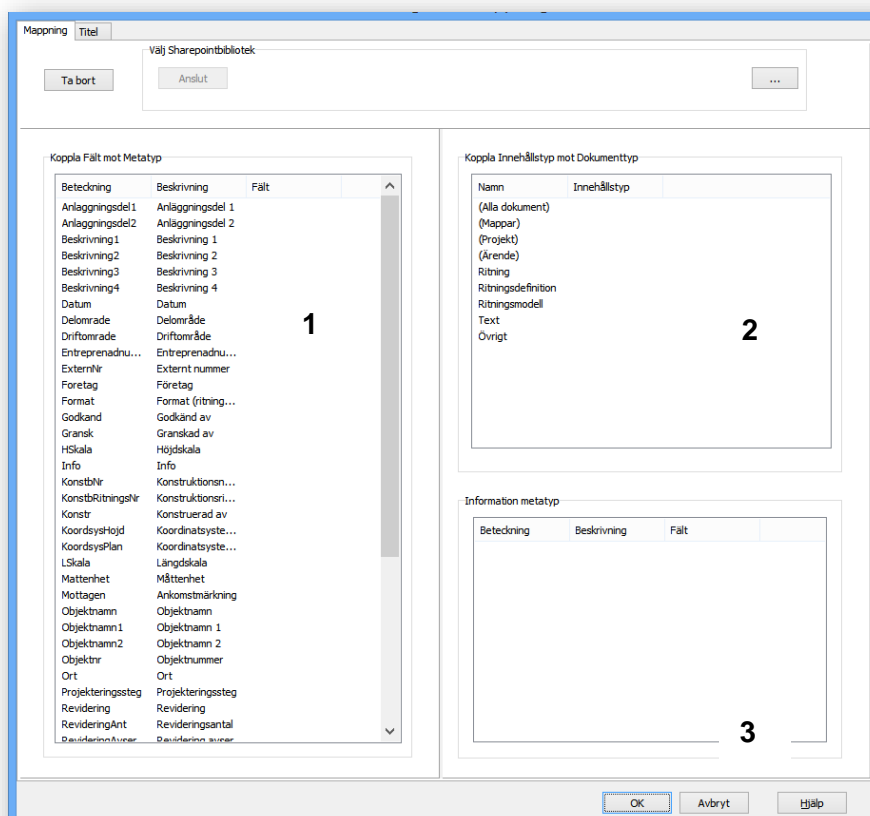 Mappning Titel
Välj Sharepointbibliotek
Ta bort Anslut ...
Koppla Fält mot Metatyp
Beteckning Beskrivning Fält
Anlaggningsdel1 Anläggningsdel 1
Anlaggningsdel2 Anläggningsdel 2
Beskrivning1 Beskrivning 1
Beskrivning2 Beskrivning 2
Beskrivning3 Beskrivning 3
Beskrivning4 Beskrivning 4
Datum Datum
Delomrade Delområde
Driftomrade Driftområde
Entreprenadnu... Entreprenadnu...
ExternNr Externt nummer
Foretag Företag
Format Format (ritning...
Godkand Godkänd av
Gransk Granskad av
HSkala Höjdskala
Info Info
KonstbNr Konstruktionsn...
KonstbRitningsNr Konstruktionsri...
Konstr Konstruerad av
KoordsysHojd Koordinatsyste...
KoordsysPlan Koordinatsyste...
LSkala Längdskala
Mattenhet Måttenhet
Mottagen Ankomstmärkning
Objektnamn Objektnamn
Objektnamn1 Objektnamn 1
Objektnamn2 Objektnamn 2
Objektnr Objektnummer
Ort Ort
Projekteringssteg Projekteringssteg
Revidering Revidering
RevideringAnt Revideringsantal
RevideringAvser Revidering avser
1
Koppla Innehållstyp mot Dokumenttyp
Namn Innehållstyp
(Alla dokument)
(Mappar)
(Projekt)
(Ärende)
Ritning
Ritningsdefinition
Ritningsmodell
Text
Övrigt
2
Information metatyp
Beteckning Beskrivning Fält
3
OK Avbryt Hjälp